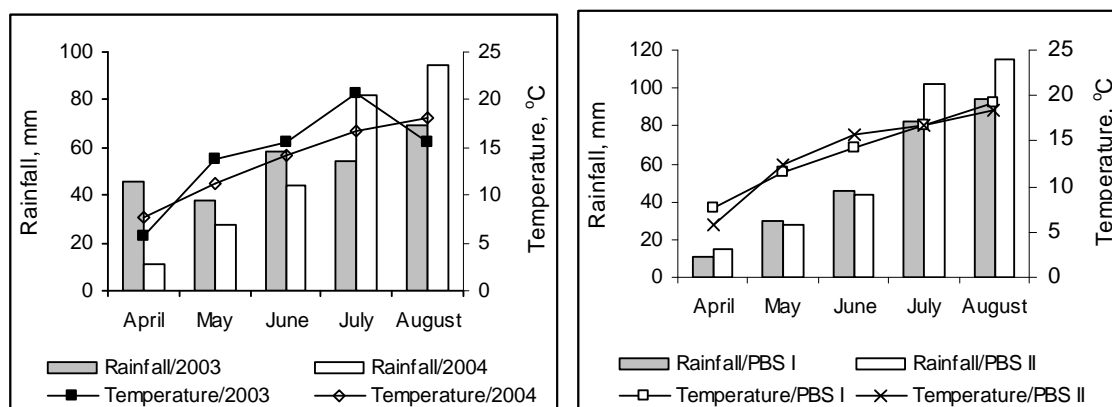 100
80
60
40
20
0
Rainfall, mm
25
20
15
10
5
0
Temperature, °C
April May June July August
Rainfall/2003 Rainfall/2004
Temperature/2003 Temperature/2004
120
100
80
60
40
20
0
Rainfall, mm
25
20
15
10
5
0
Temperature, °C
April May June July August
Rainfall/PBS I Rainfall/PBS II
Temperature/PBS I Temperature/PBS II